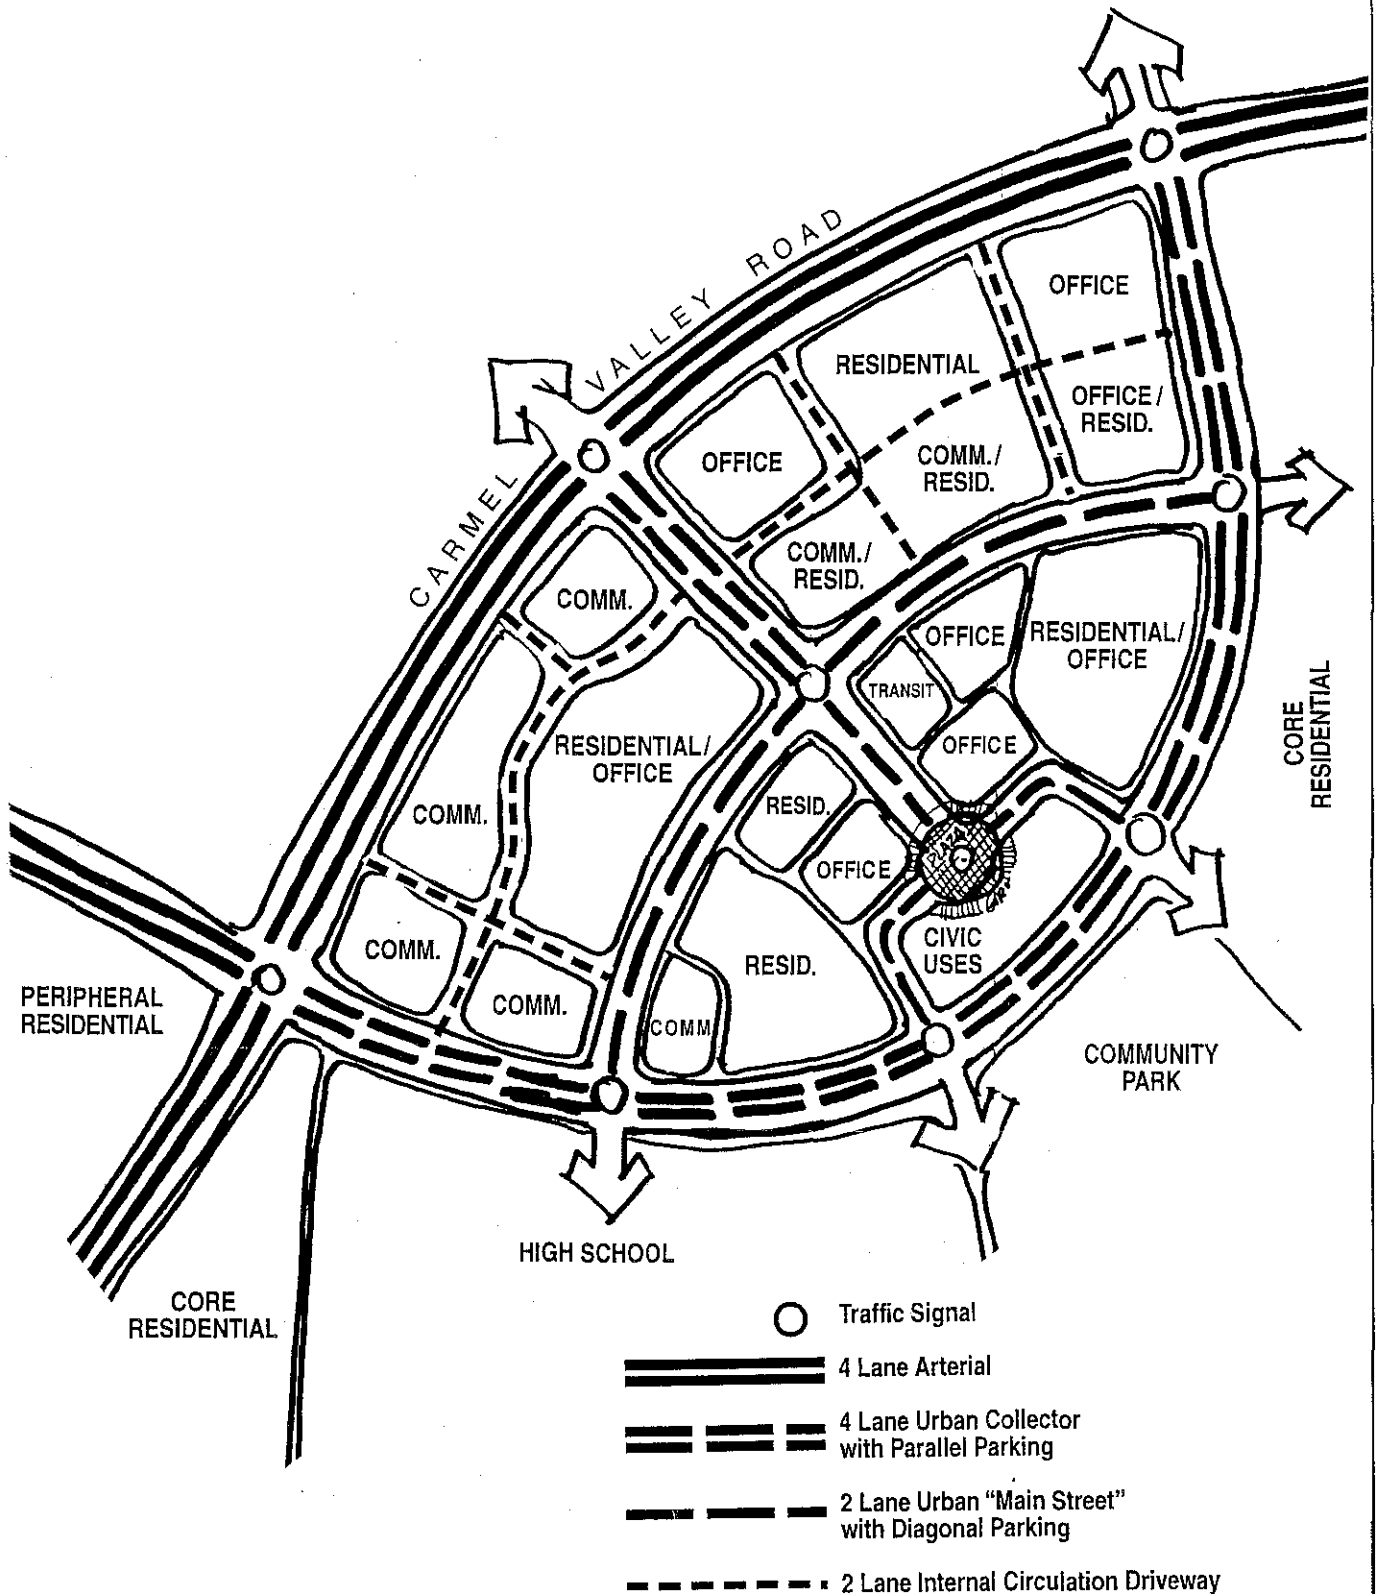 CARMEL VALLEY ROAD
OFFICE
RESIDENTIAL
OFFICE /
RESID.
OFFICE
COMM./
RESID.
COMM./
RESID.
COMM.
OFFICE
RESIDENTIAL/
OFFICE
TRANSIT
CORE
RESIDENTIAL
OFFICE
RESIDENTIAL/
OFFICE
RESID.
COMM.
OFFICE
COMM.
CIVIC
USES
RESID.
PERIPHERAL
RESIDENTIAL
COMM.
COMM
COMMUNITY
PARK
HIGH SCHOOL
CORE
RESIDENTIAL
Traffic Signal
4 Lane Arterial
4 Lane Urban Collector
with Parallel Parking
2 Lane Urban "Main Street"
with Diagonal Parking
2 Lane Internal Circulation Driveway